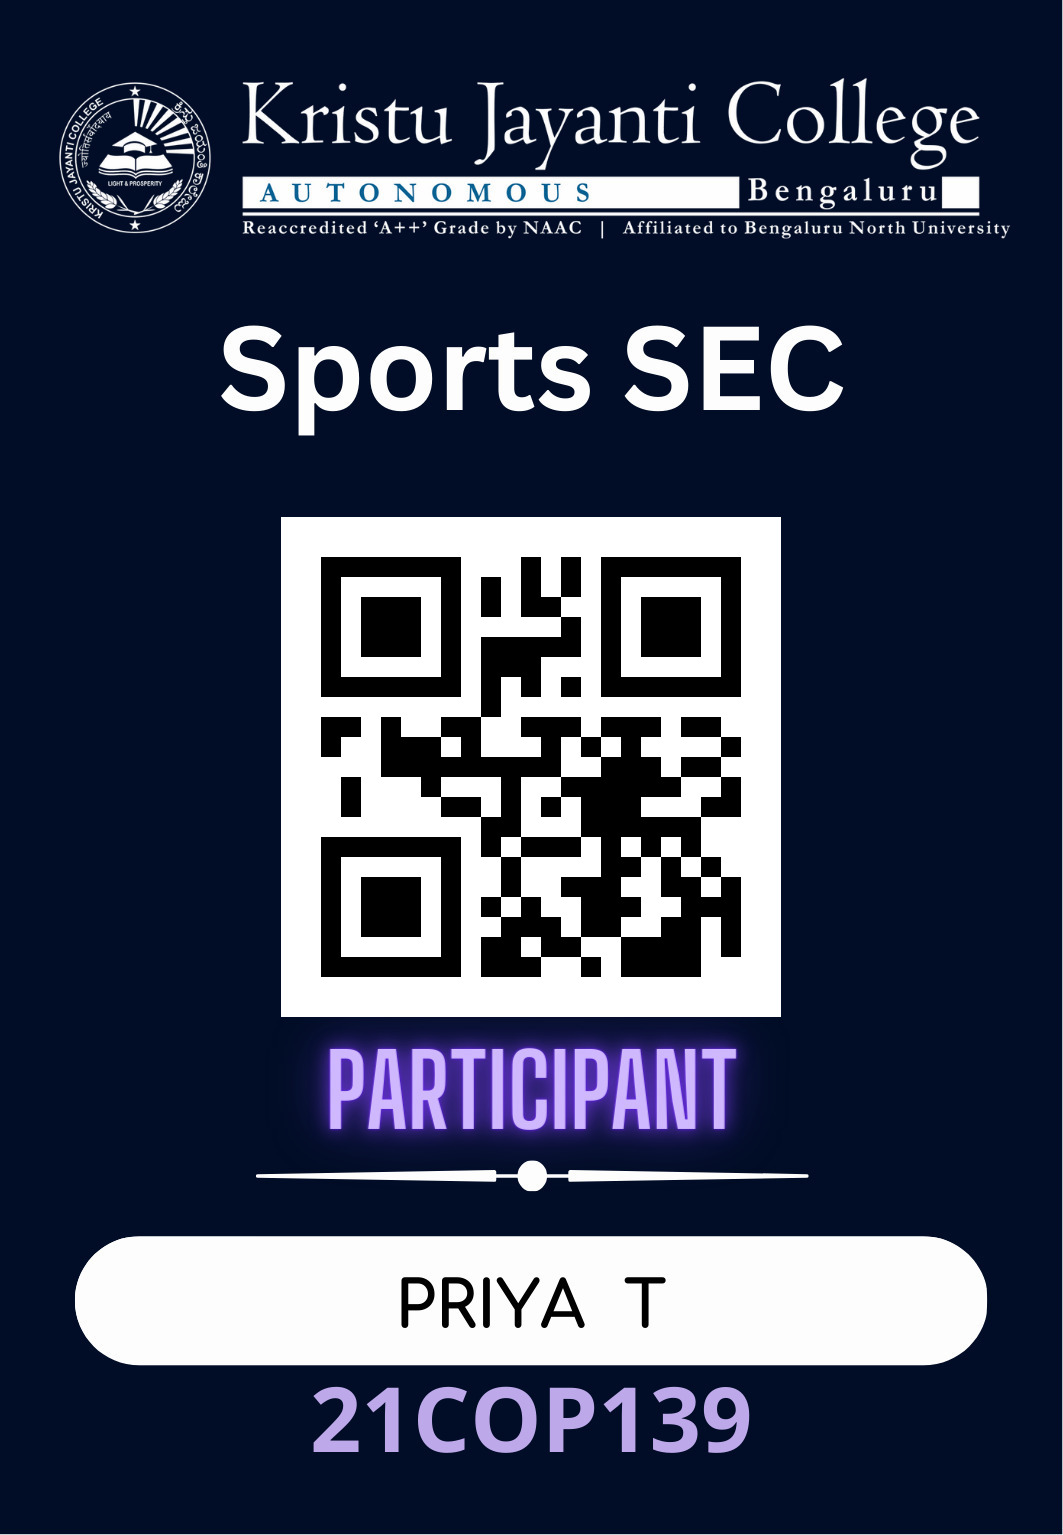 KRISTU JAYANTI COLLEGE
ज्योतिसंवादयाय
LIGHT & PROSPERITY
Kristu Jayanti College
AUTONOMOUS Bengaluru
Reaccredited ‘A++’ Grade by NAAC | Affiliated to Bengaluru North University
Sports SEC
PARTICIPANT
PRIYA T
21COP139